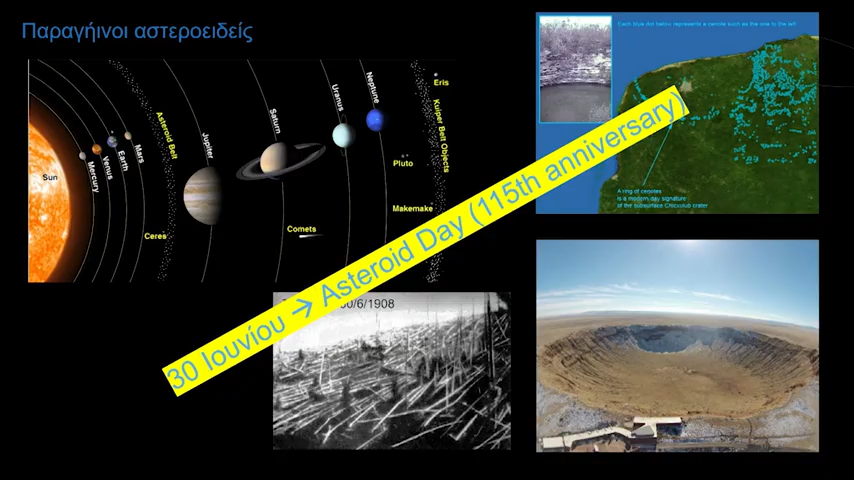 Παραγήινοι αστεροειδείς
Each blue dot below represents a cenote such as the one to the left
Sun
Mercury
Venus
Earth
Mars
Asteroid Belt
Ceres
Jupiter
Saturn
Comets
Uranus
Neptune
Pluto
Makemake
Eris
Kuiper Belt Objects
A ring of cenotes
is a modern day signature
of the subsurface Chicxulub crater
30 Ιουνίου → Asteroid Day (115th anniversary)
30/6/1908